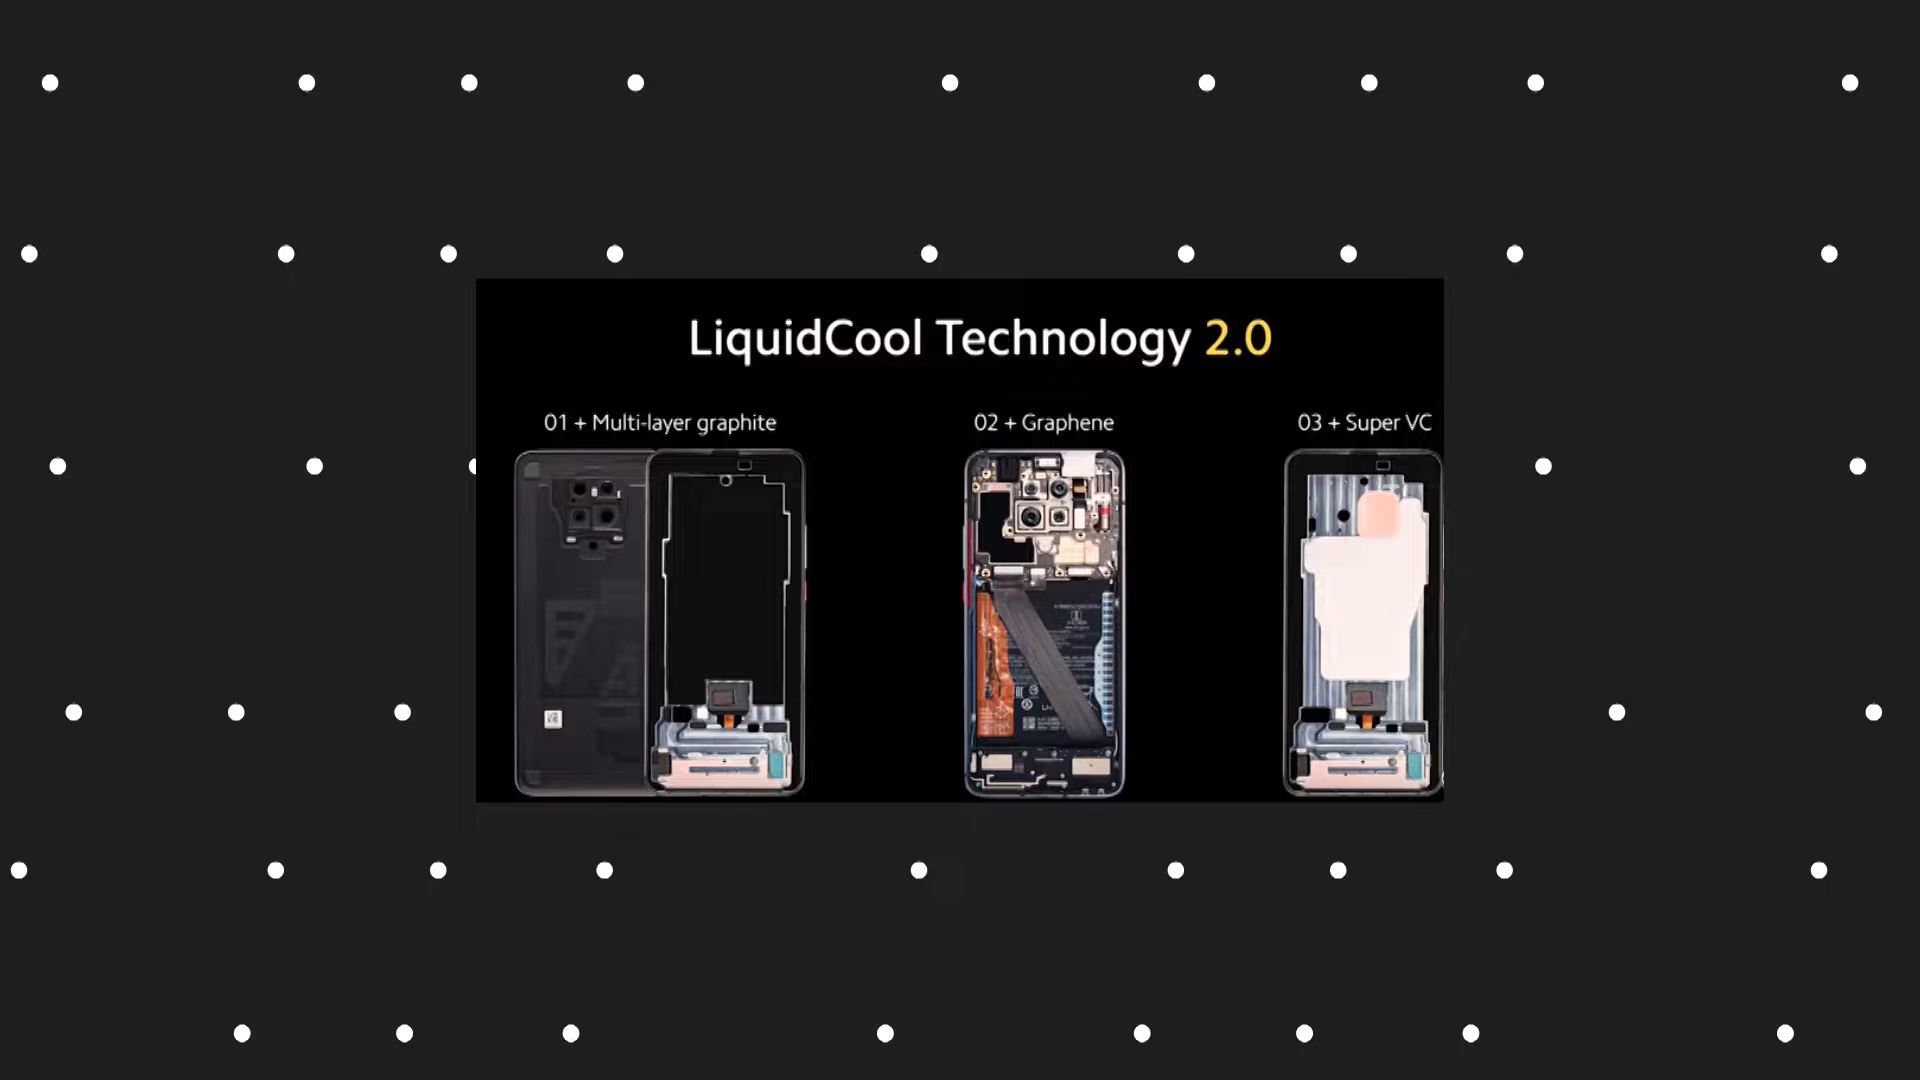 LiquidCool Technology 2.0
01 + Multi-layer graphite
02 + Graphene
03 + Super VC